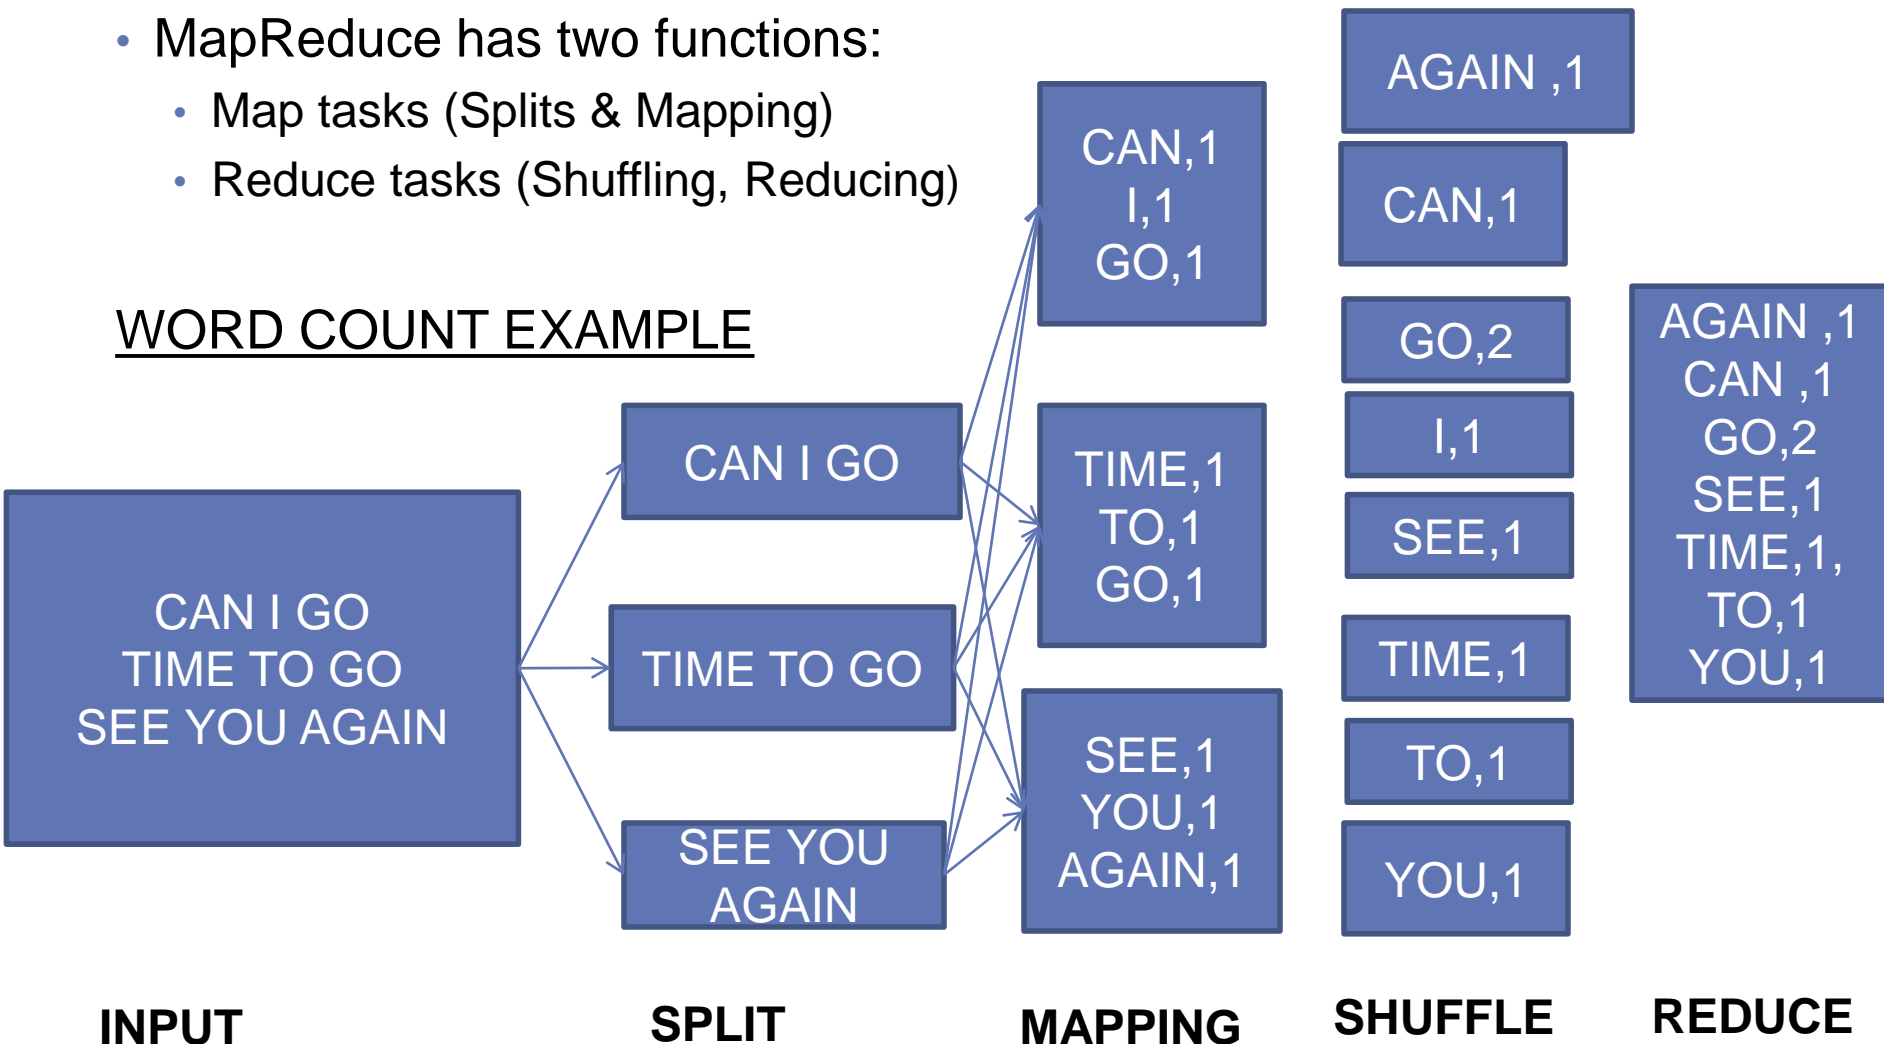 • MapReduce has two functions:
• Map tasks (Splits & Mapping)
• Reduce tasks (Shuffling, Reducing)
WORD COUNT EXAMPLE
CAN I GO
TIME TO GO
SEE YOU AGAIN
INPUT
CAN I GO
TIME TO GO
SEE YOU
AGAIN
SPLIT
CAN,1
I,1
GO,1
TIME,1
TO,1
GO,1
SEE,1
YOU,1
AGAIN,1
MAPPING
AGAIN ,1
CAN,1
GO,2
I,1
SEE,1
TIME,1
TO,1
YOU,1
SHUFFLE
AGAIN ,1
CAN ,1
GO,2
SEE,1
TIME,1,
TO,1
YOU,1
REDUCE